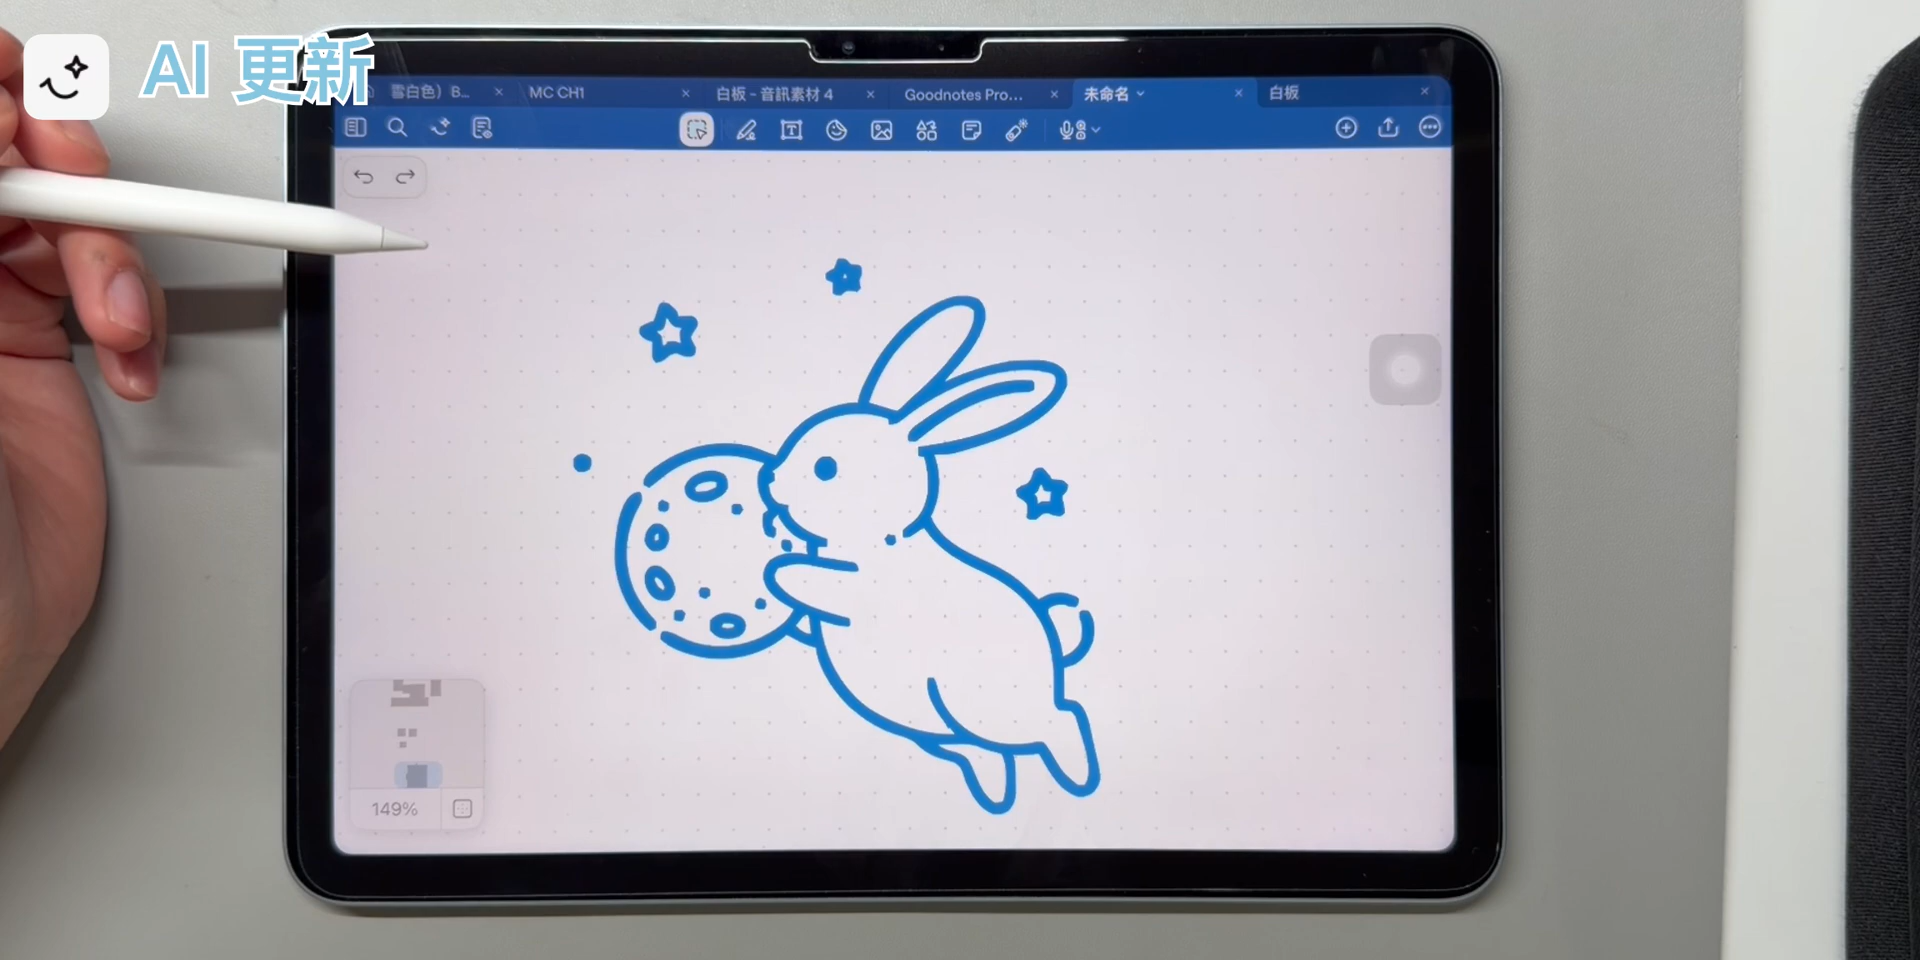 AI 更新
雪白色）B...
MC CH1
白板 - 音訊素材 4
Goodnotes Pro...
未命名
白板
149%